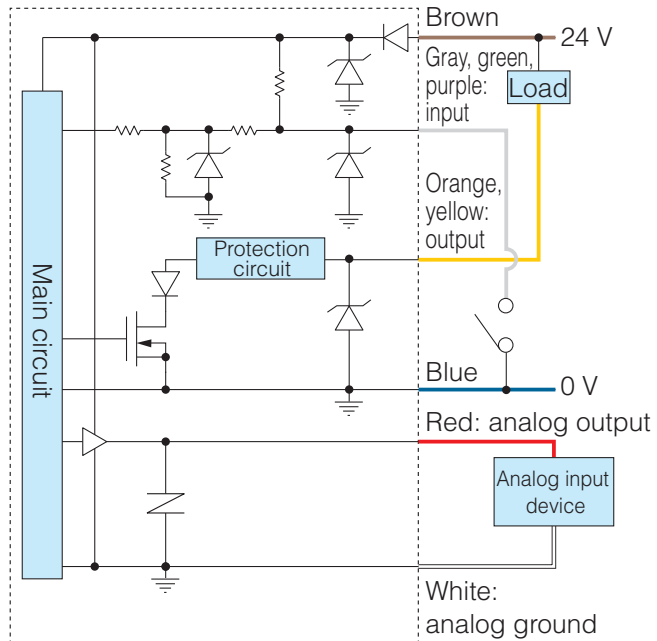 Brown
24 V
Gray, green,
purple:
input
Load
Orange,
yellow:
output
Protection
circuit
Main circuit
Blue
0 V
Red: analog output
Analog input
device
White:
analog ground